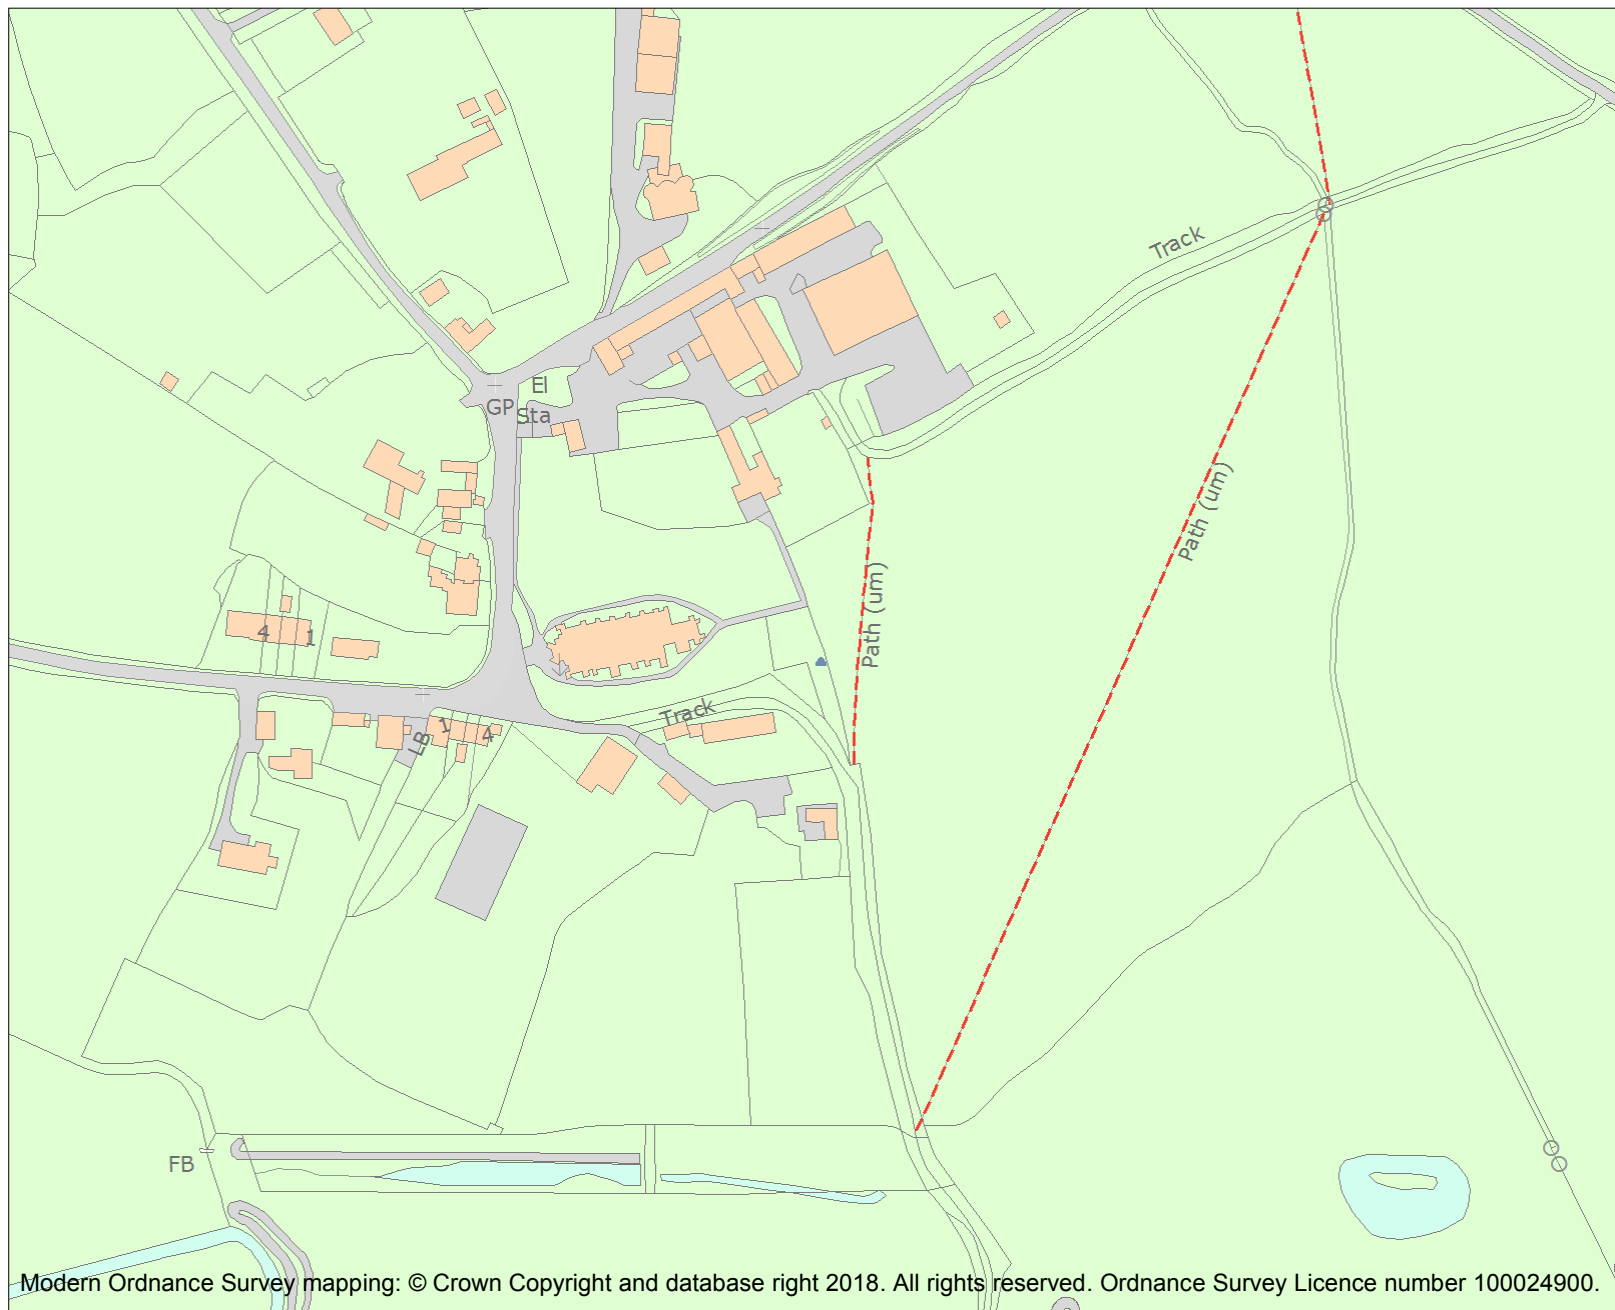 Track
El
GP
Sta
Path (um)
Path (um)
4
1
Track
1
4
LB
FB
Modern Ordnance Survey mapping: © Crown Copyright and database right 2018. All rights reserved. Ordnance Survey Licence number 100024900.